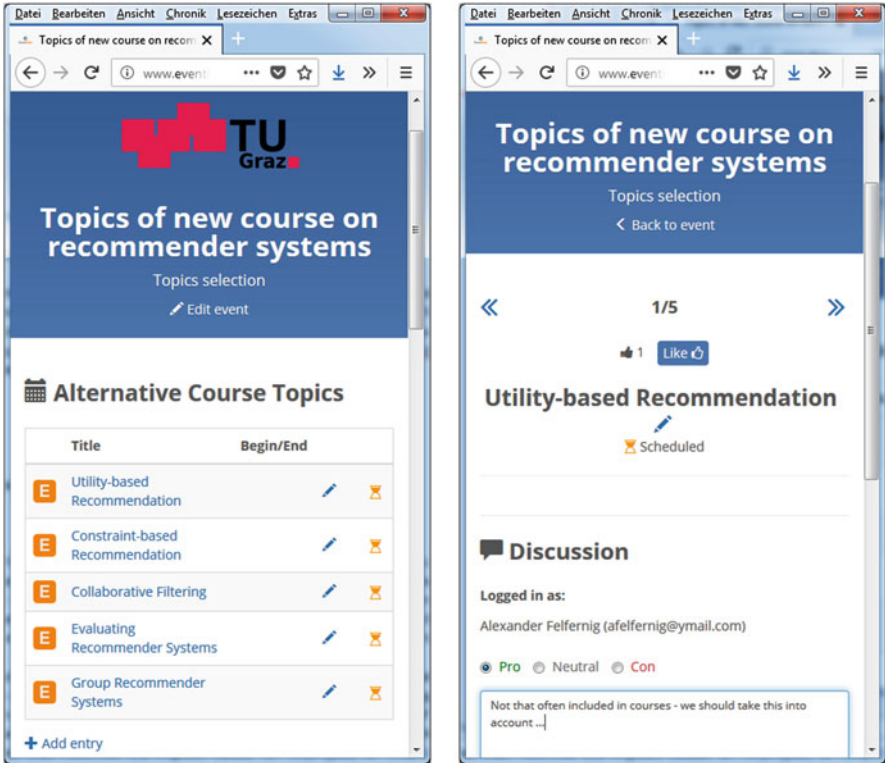 Datei Bearbeiten Ansicht Chronik Lesezeichen Extras
Topics of new course on recom
www.event
TU
Graz
Topics of new course on
recommender systems
Topics selection
Edit event
Alternative Course Topics
Title Begin/End
E Utility-based
Recommendation
E Constraint-based
Recommendation
E Collaborative Filtering
E Evaluating
Recommender Systems
E Group Recommender
Systems
+ Add entry
Datei Bearbeiten Ansicht Chronik Lesezeichen Extras
Topics of new course on recom
www.event
Topics of new course on
recommender systems
Topics selection
Back to event
1/5
1 Like
Utility-based Recommendation
Scheduled
Discussion
Logged in as:
Alexander Felfernig (afelfernig@ymail.com)
Pro Neutral Con
Not that often included in courses - we should take this into
account ...